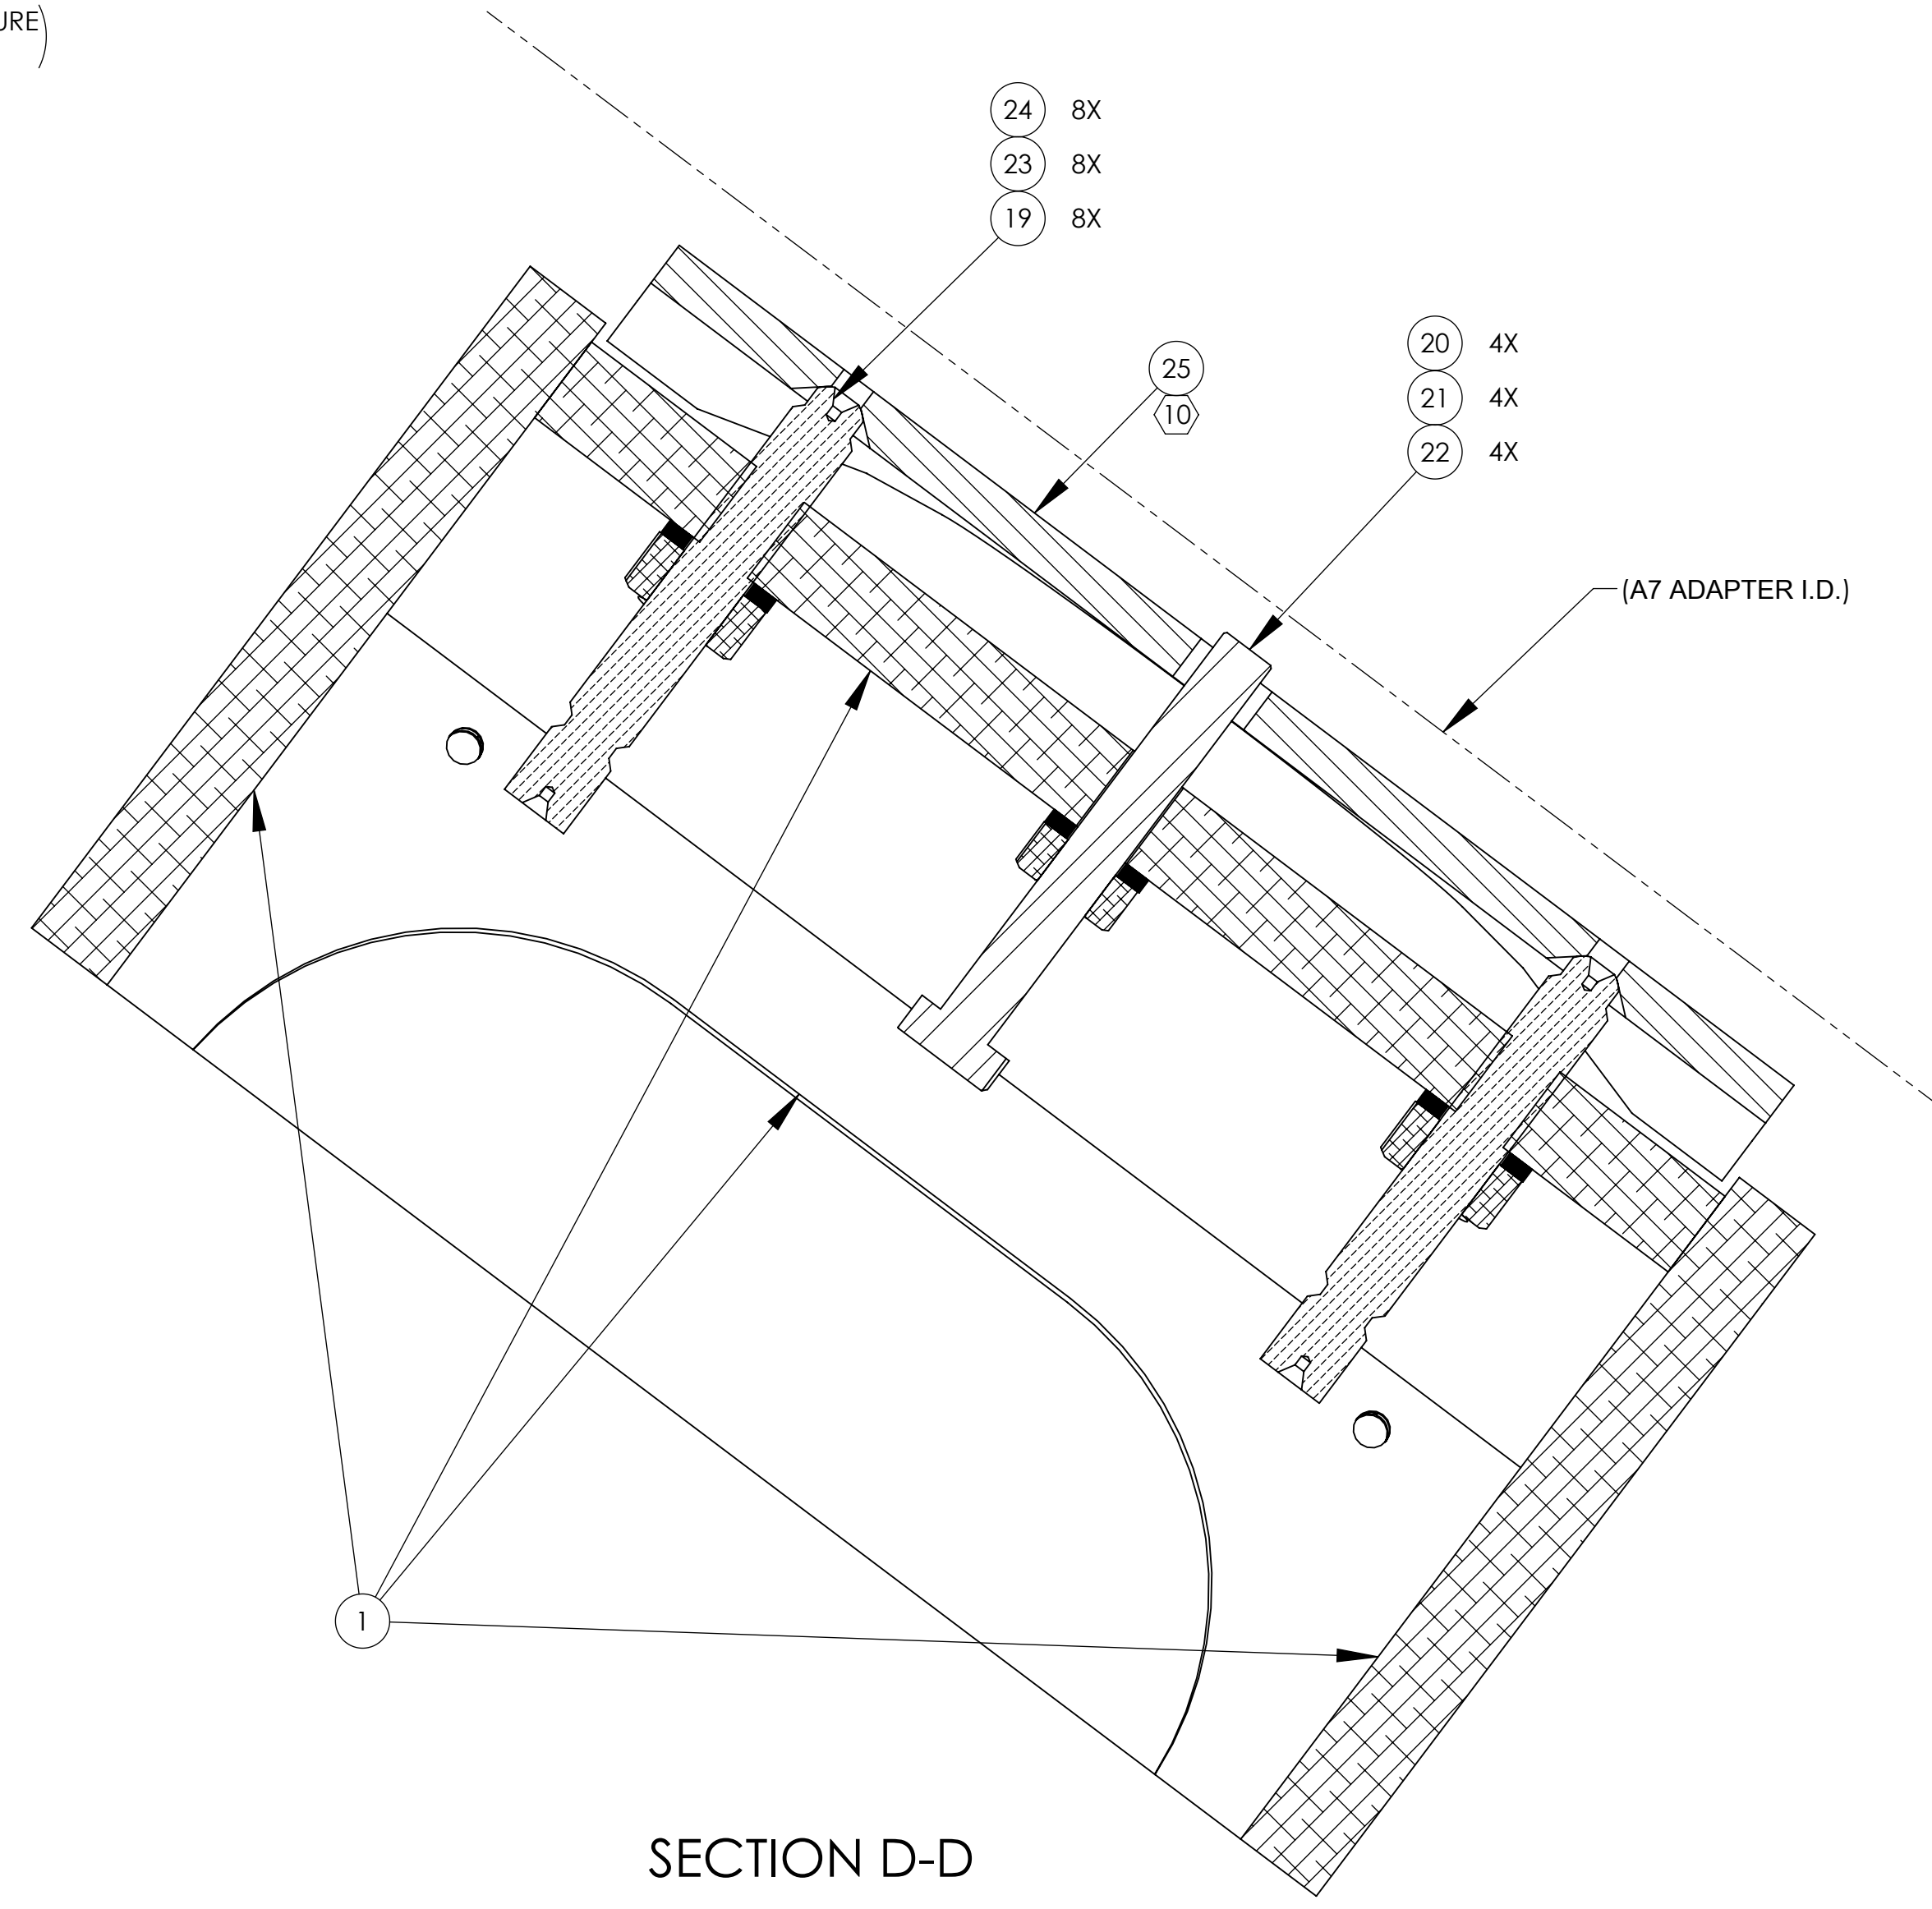 URE)
24 8X
23 8X
19 8X
25
10
20 4X
21 4X
22 4X
(A7 ADAPTER I.D.)
1
SECTION D-D